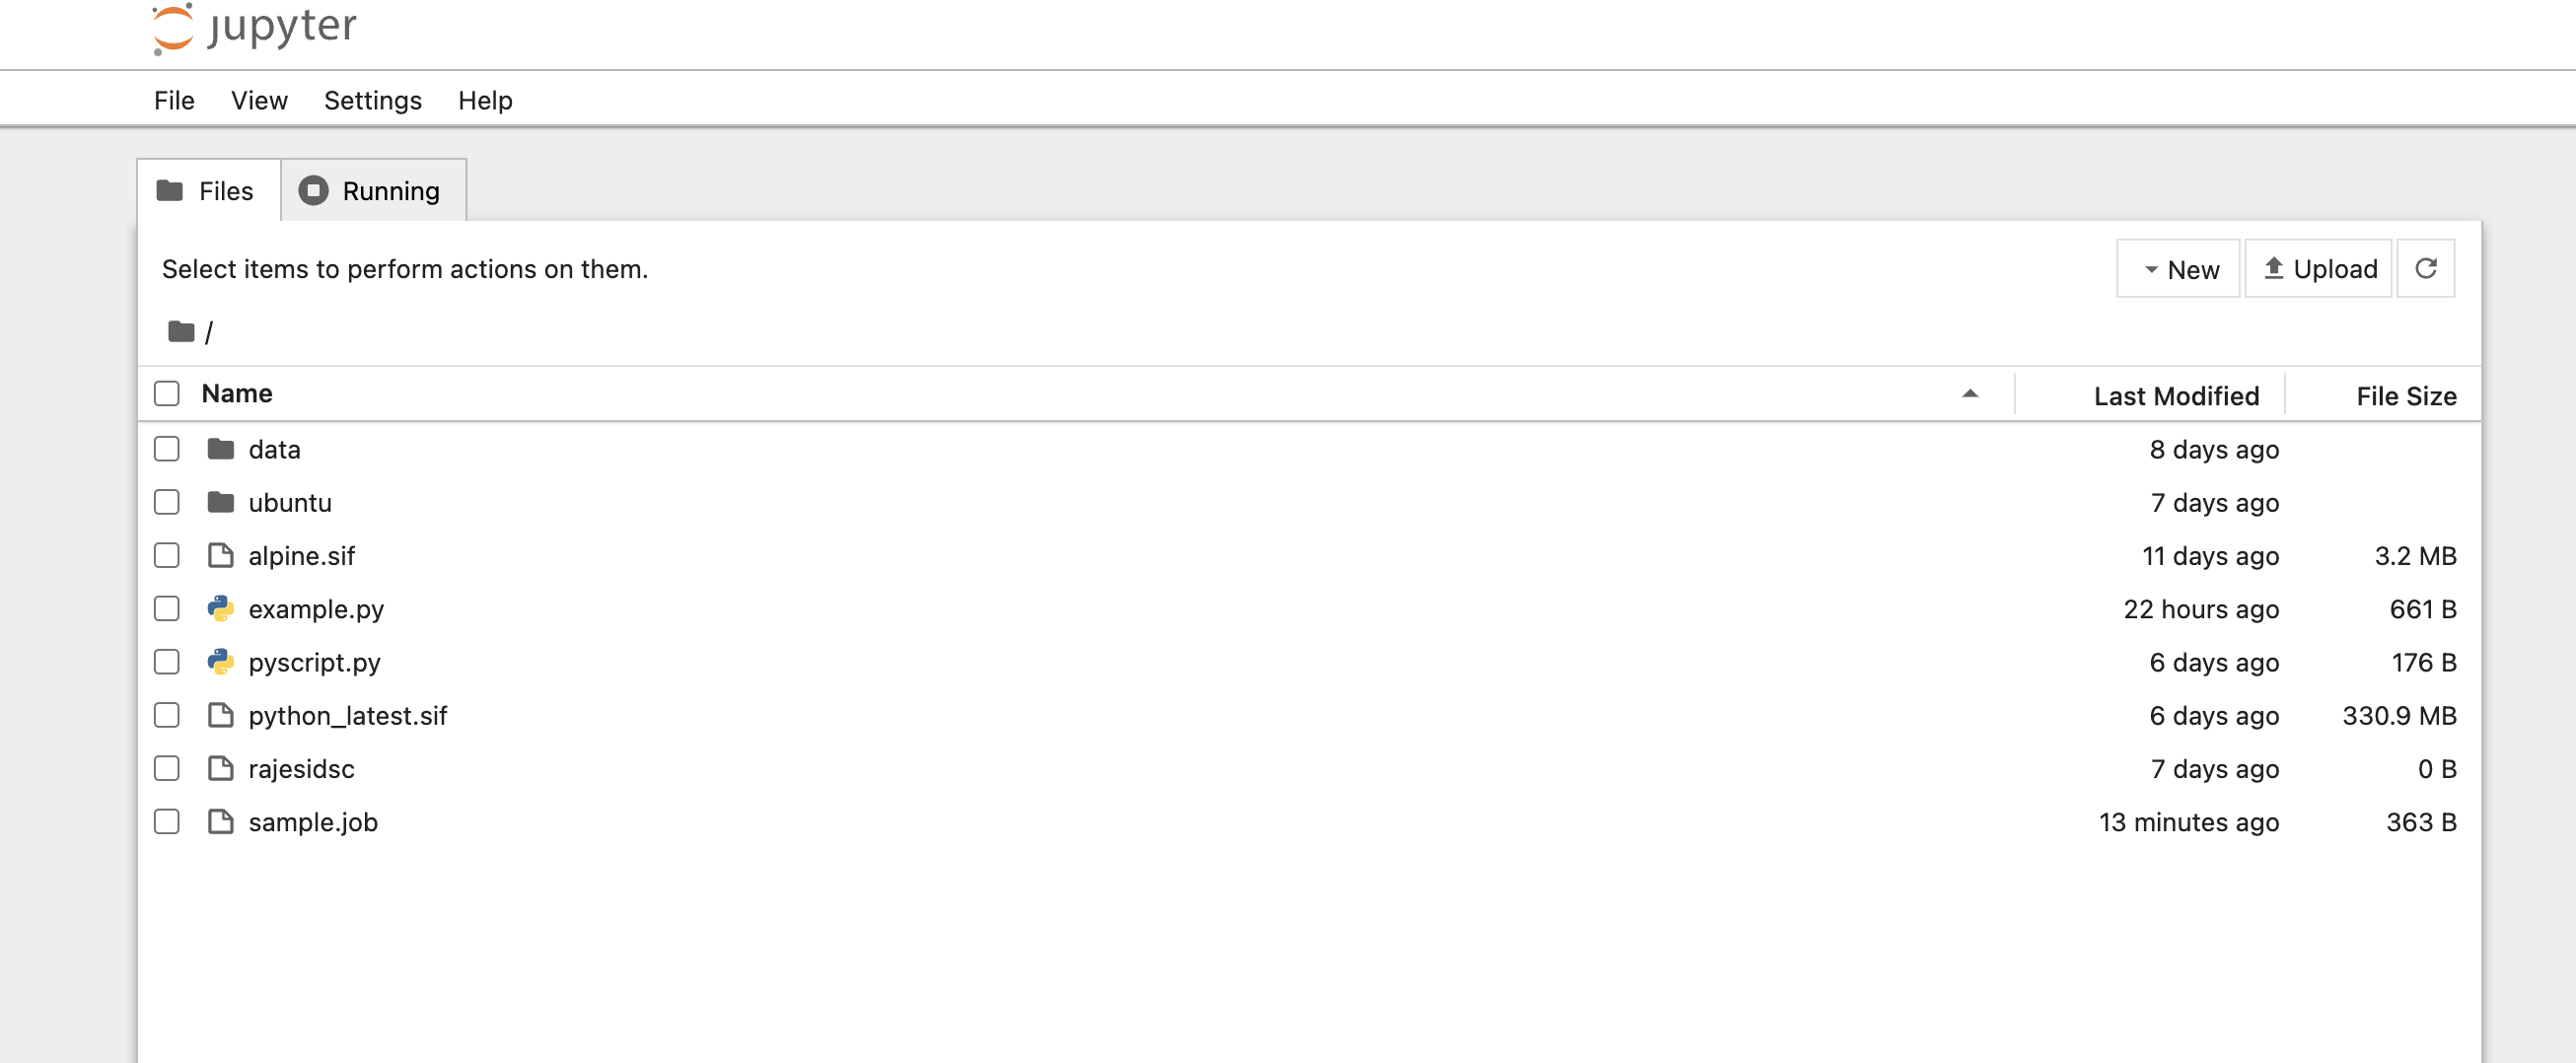 jupyter
File View Settings Help
Files Running
Select items to perform actions on them.
New Upload
/
Name Last Modified File Size
data 8 days ago
ubuntu 7 days ago
alpine.sif 11 days ago 3.2 MB
example.py 22 hours ago 661 B
pyscript.py 6 days ago 176 B
python_latest.sif 6 days ago 330.9 MB
rajesidsc 7 days ago 0 B
sample.job 13 minutes ago 363 B